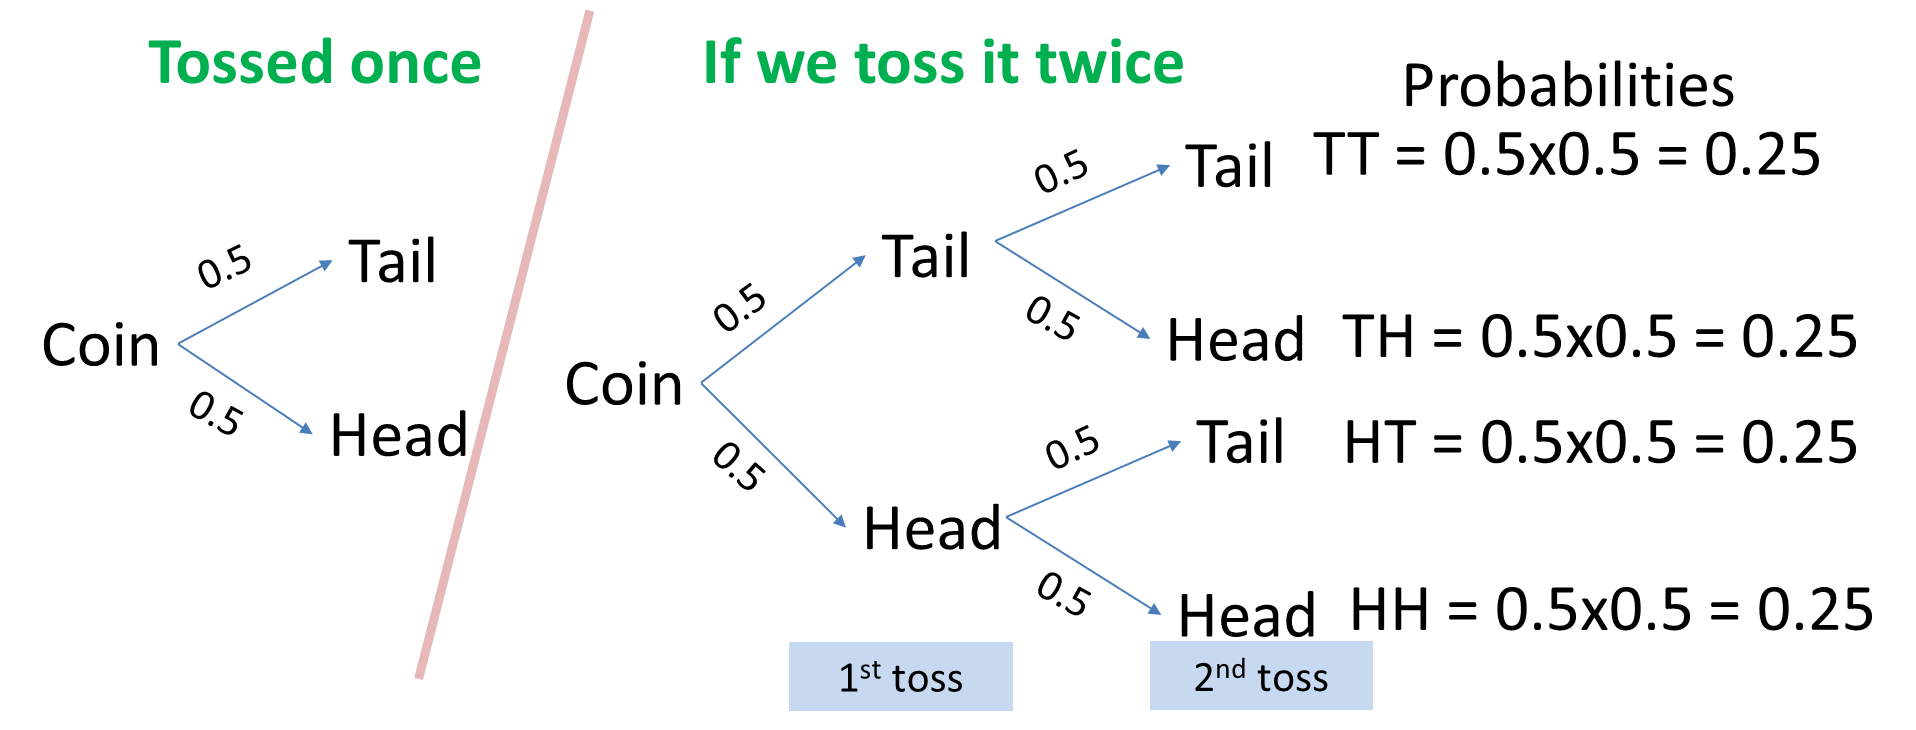 Tossed once
0.5
Tail
Coin
0.5
Head
If we toss it twice
Probabilities
0.5
Tail
TT = 0.5x0.5 = 0.25
Tail
0.5
0.5
Head
TH = 0.5x0.5 = 0.25
Coin
0.5
0.5
Tail
HT = 0.5x0.5 = 0.25
Head
0.5
Head
HH = 0.5x0.5 = 0.25
1st toss
2nd toss